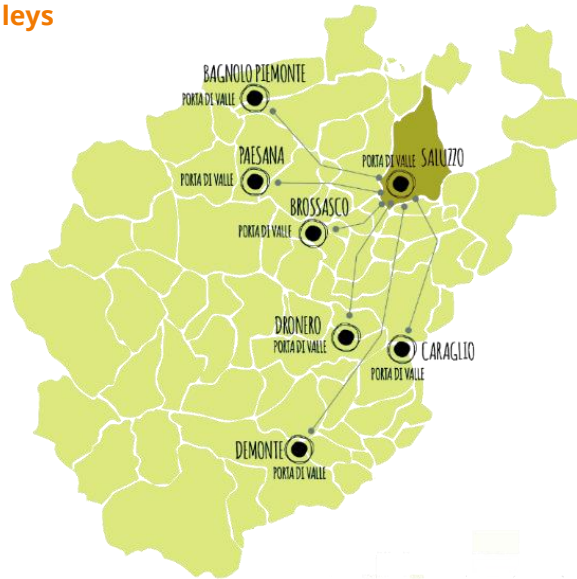 leys
BAGNOLO PIEMONTE
PORTA DI VALLE
PAESANA
PORTA DI VALLE
PORTA DI VALLE
SALUZZO
BROSSASCO
PORTA DI VALLE
DRONERO
PORTA DI VALLE
CARAGLIO
PORTA DI VALLE
DEMONTE
PORTA DI VALLE